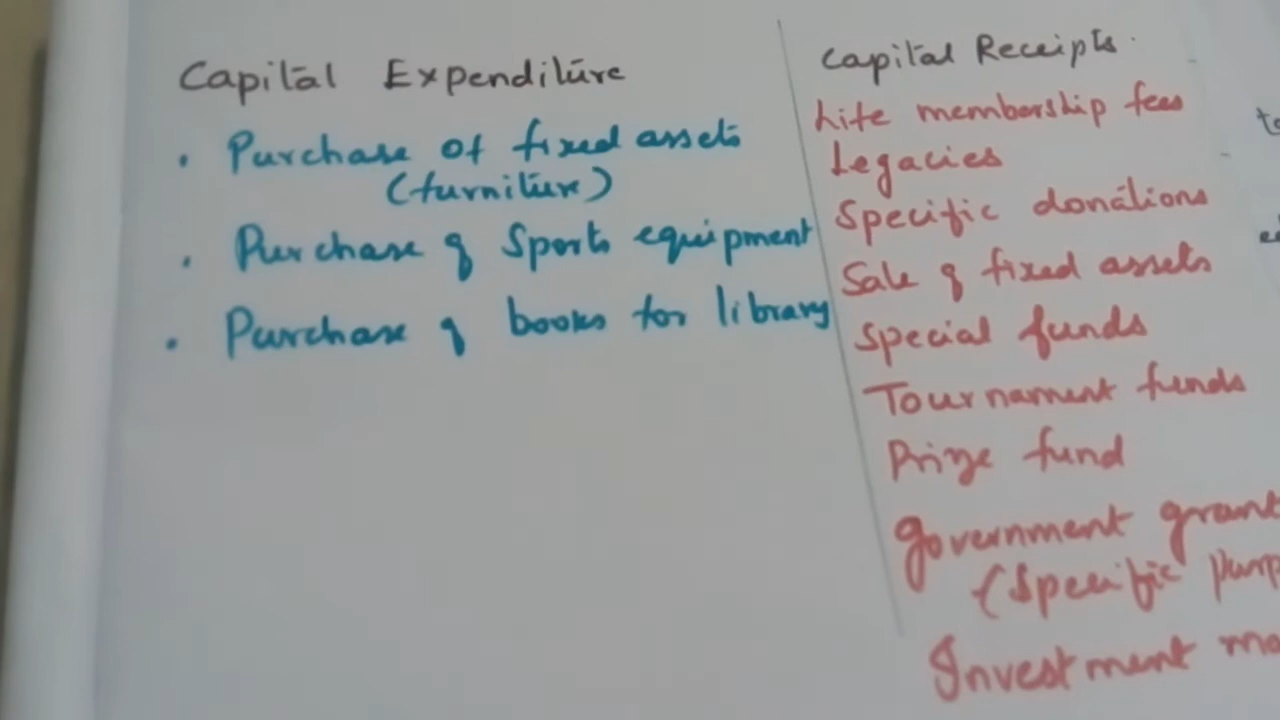 Capital Expenditure
• Purchase of fixed assets
(furniture)
• Purchase of Sports equipment
• Purchase of books for library
Capital Receipts.
Life membership fees
Legacies
Specific donations
Sale of fixed assets
Special funds
Tournament funds
Prize fund
Government grant
(Specific purp
Investment ma